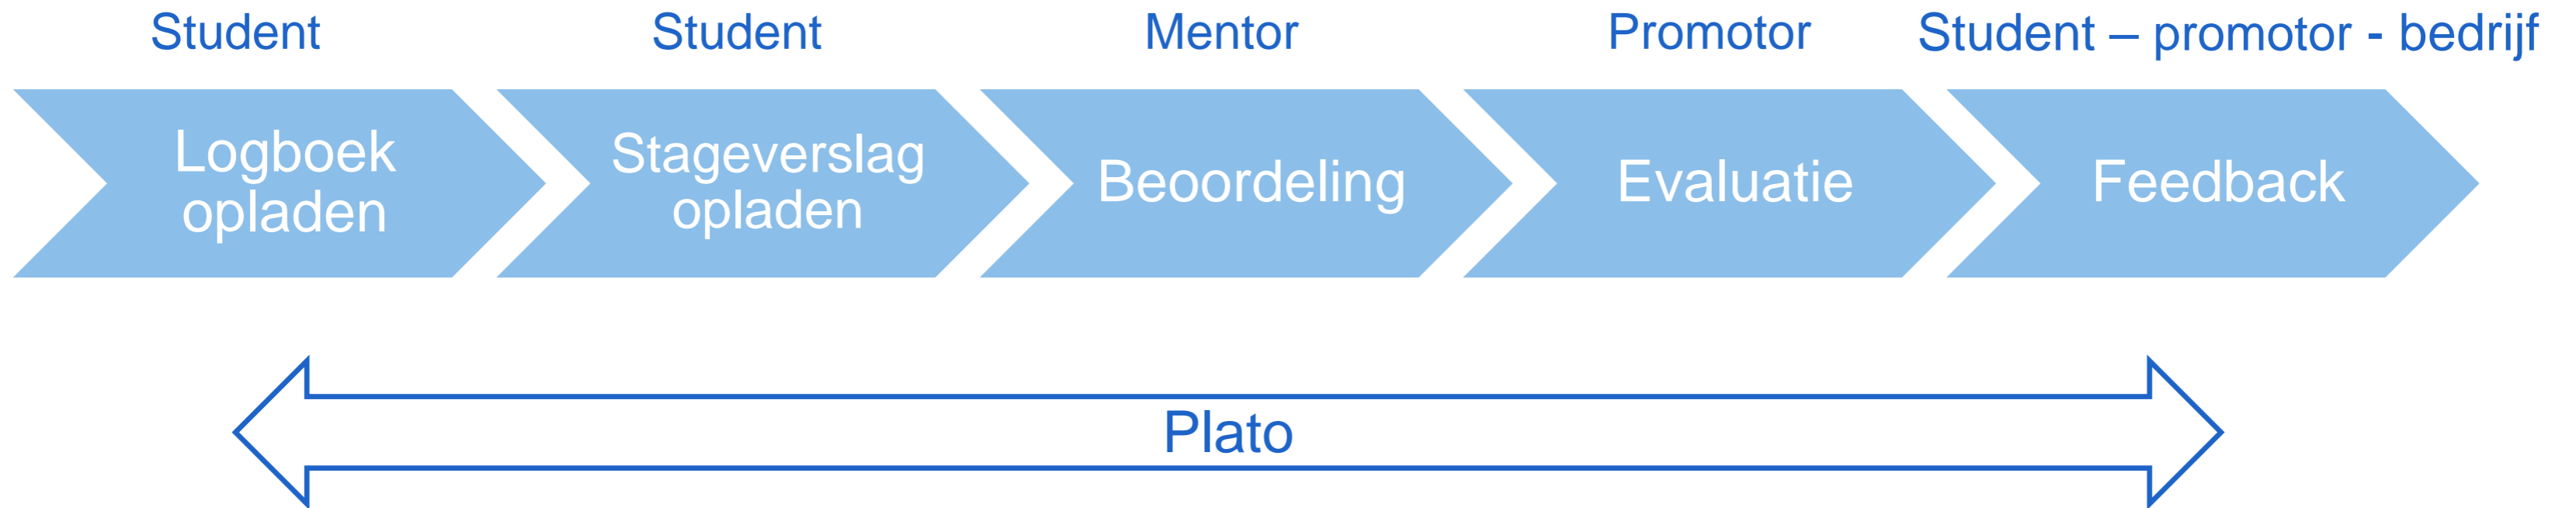 Student
Student
Mentor
Promotor
Student – promotor - bedrijf
Logboek
opladen
Stageverslag
opladen
Beoordeling
Evaluatie
Feedback
Plato